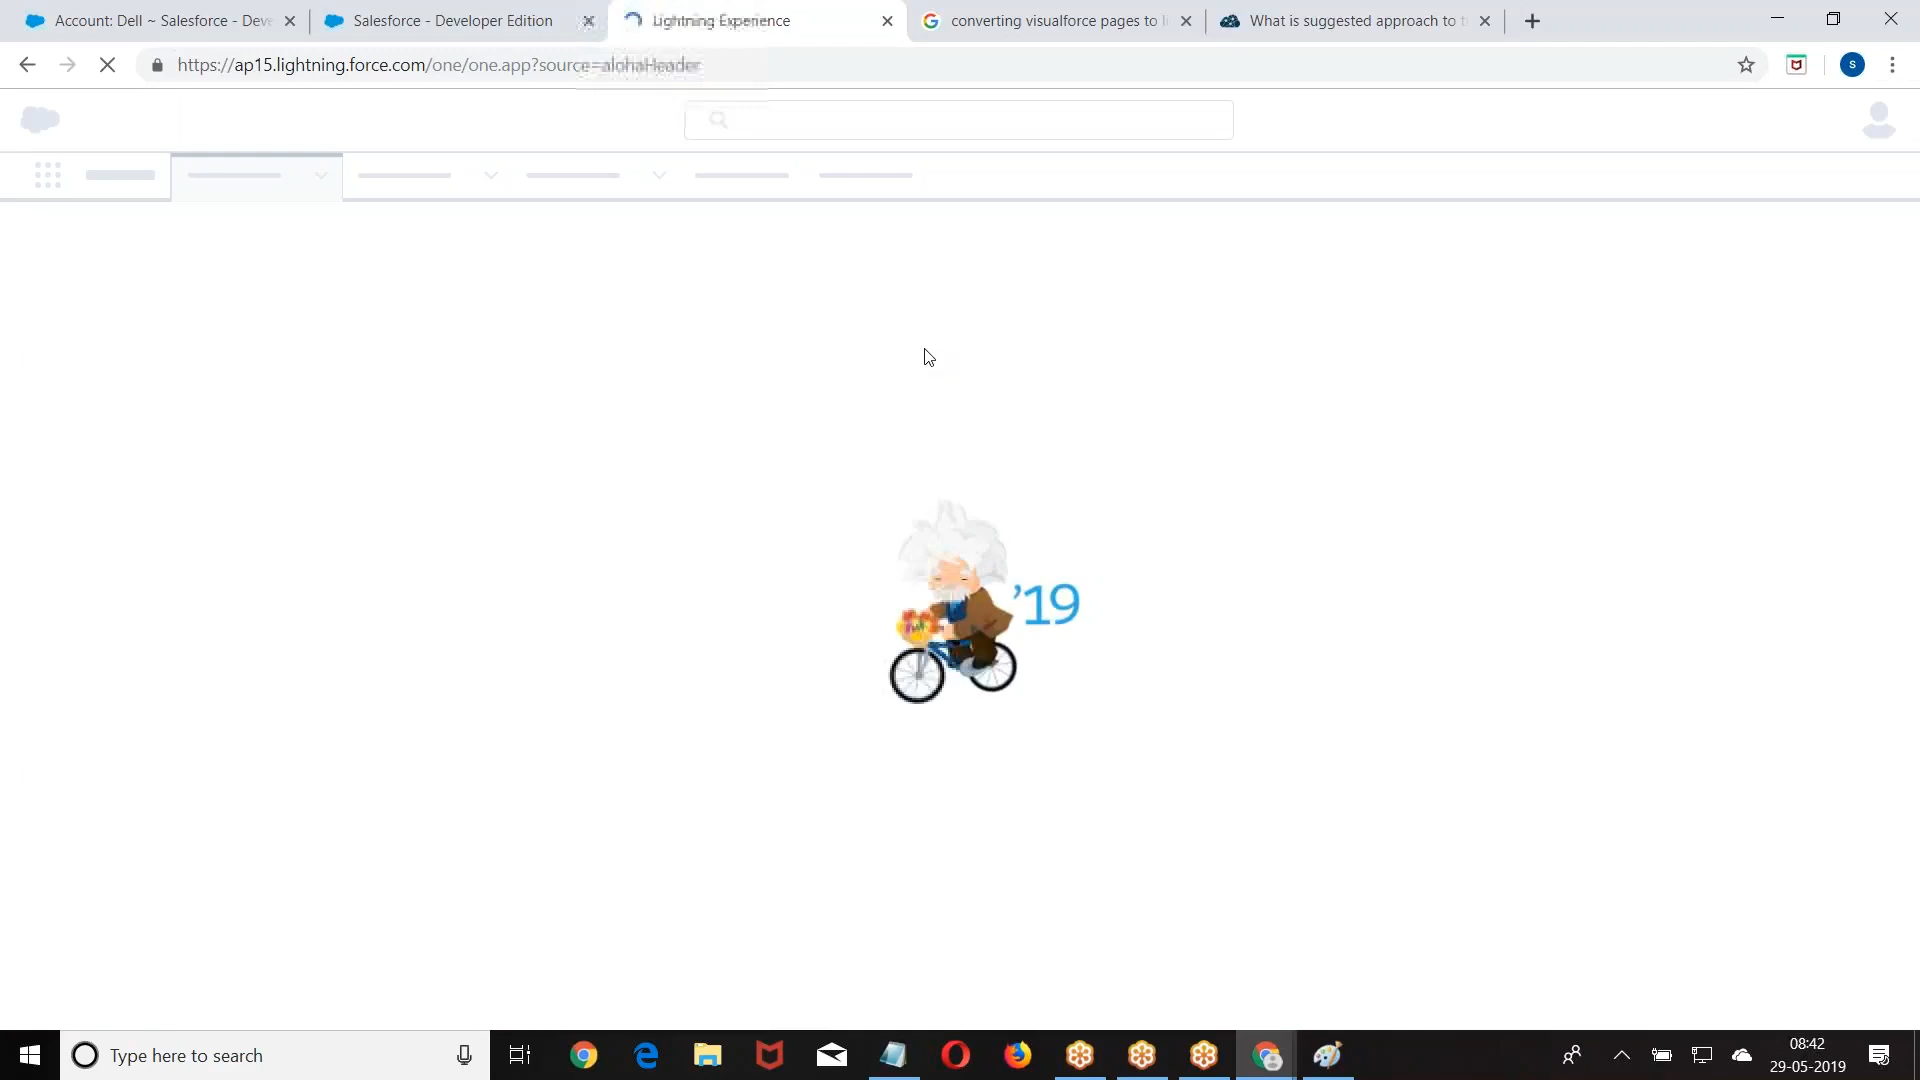 Account: Dell ~ Salesforce - Deve
Salesforce - Developer Edition
Lightning Experience
converting visualforce pages to li
What is suggested approach to t
https://ap15.lightning.force.com/one/one.app?source=alohaHeader
S
'19
Type here to search
08:42
29-05-2019